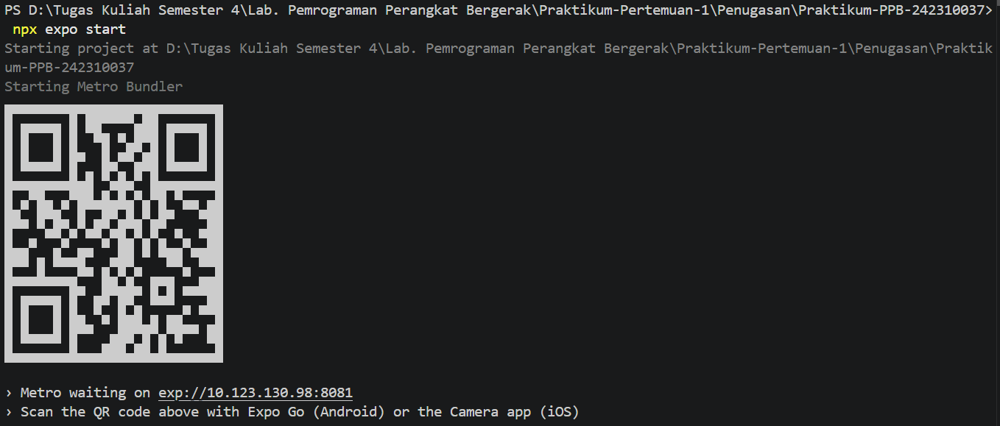 PS D:\Tugas Kuliah Semester 4\Lab. Pemrograman Perangkat Bergerak\Praktikum-Pertemuan-1\Penugasan\Praktikum-PPB-242310037>
npx expo start
Starting project at D:\Tugas Kuliah Semester 4\Lab. Pemrograman Perangkat Bergerak\Praktikum-Pertemuan-1\Penugasan\Praktik
um-PPB-242310037
Starting Metro Bundler
› Metro waiting on exp://10.123.130.98:8081
› Scan the QR code above with Expo Go (Android) or the Camera app (iOS)